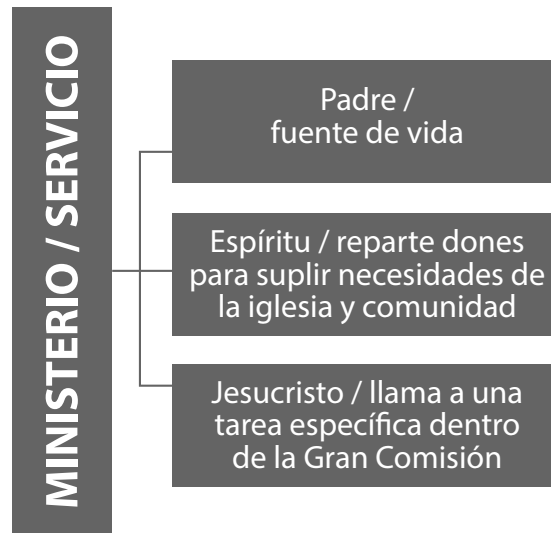 MINISTERIO / SERVICIO
Padre /
fuente de vida
Espíritu / reparte dones
para suplir necesidades de
la iglesia y comunidad
Jesucristo / llama a una
tarea específica dentro
de la Gran Comisión